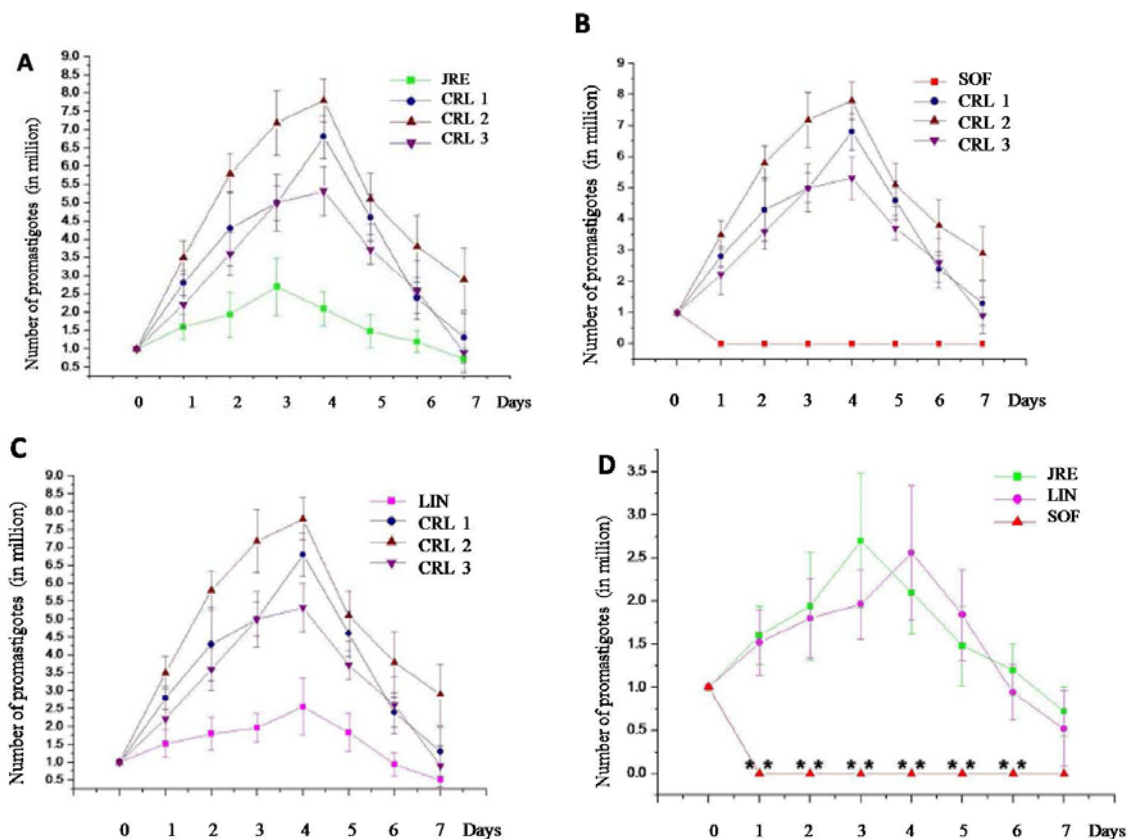 A
Number of promastigotes (in million)
9.0
8.5
8.0
7.5
7.0
6.5
6.0
5.5
5.0
4.5
4.0
3.5
3.0
2.5
2.0
1.5
1.0
0.5
JRE
CRL 1
CRL 2
CRL 3
0 1 2 3 4 5 6 7 Days
B
Number of promastigotes (in million)
9
8
7
6
5
4
3
2
1
0
SOF
CRL 1
CRL 2
CRL 3
0 1 2 3 4 5 6 7 Days
C
Number of promastigotes (in million)
9.0
8.5
8.0
7.5
7.0
6.5
6.0
5.5
5.0
4.5
4.0
3.5
3.0
2.5
2.0
1.5
1.0
0.5
LIN
CRL 1
CRL 2
CRL 3
0 1 2 3 4 5 6 7 Days
D
Number of promastigotes (in million)
3.5
3.0
2.5
2.0
1.5
1.0
0.5
0.0
JRE
LIN
SOF
** ** ** ** ** **
0 1 2 3 4 5 6 7 Days